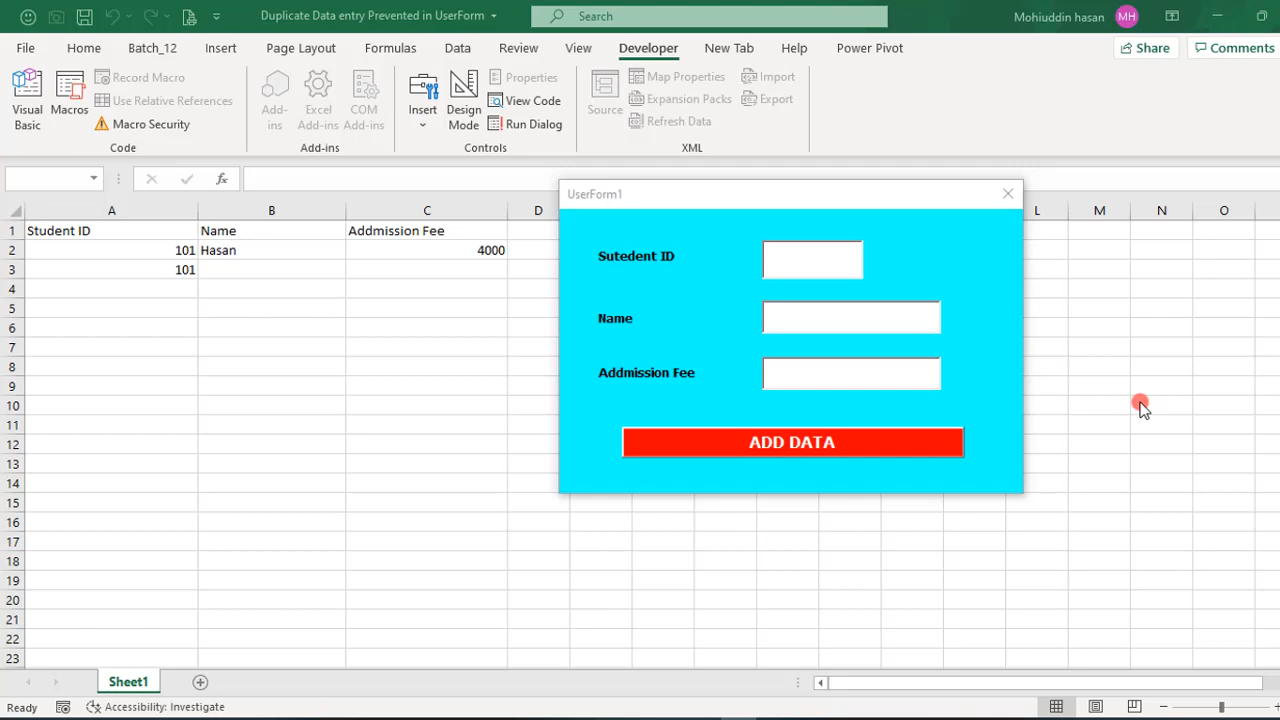 Duplicate Data entry Prevented in UserForm
Search
Mohiuddin hasan
MH
File Home Batch_12 Insert Page Layout Formulas Data Review View Developer New Tab Help Power Pivot
Share
Comments
Visual Basic
Macros
Record Macro
Use Relative References
Macro Security
Code
Add-ins
Excel Add-ins
COM Add-ins
Add-ins
Insert
Design Mode
Properties
View Code
Run Dialog
Controls
Source
Map Properties
Expansion Packs
Refresh Data
Import
Export
XML
fx
A B C D L M N O
1 Student ID Name Addmission Fee
2 101 Hasan 4000
3 101
4
5
6
7
8
9
10
11
12
13
14
15
16
17
18
19
20
21
22
23
UserForm1
Sutedent ID
Name
Addmission Fee
ADD DATA
Sheet1
Ready
Accessibility: Investigate